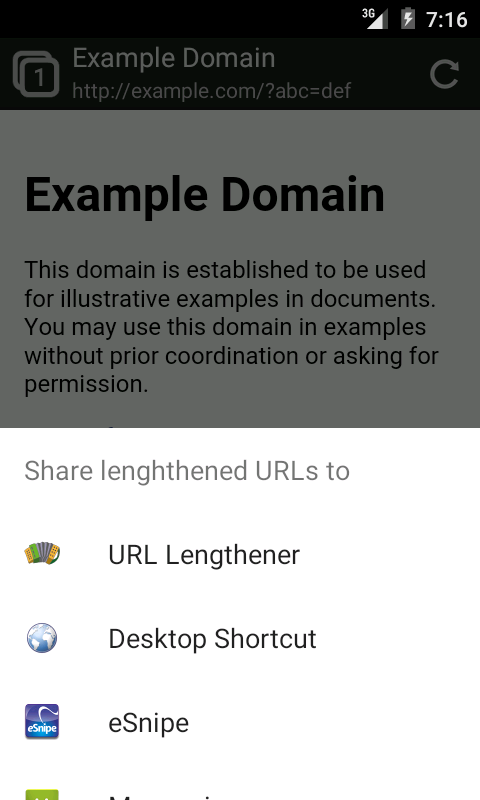 3G 7:16
1 Example Domain
http://example.com/?abc=def
Example Domain
This domain is established to be used
for illustrative examples in documents.
You may use this domain in examples
without prior coordination or asking for
permission.
Share lenghthened URLs to
URL Lengthener
Desktop Shortcut
eSnipe
eSnipe